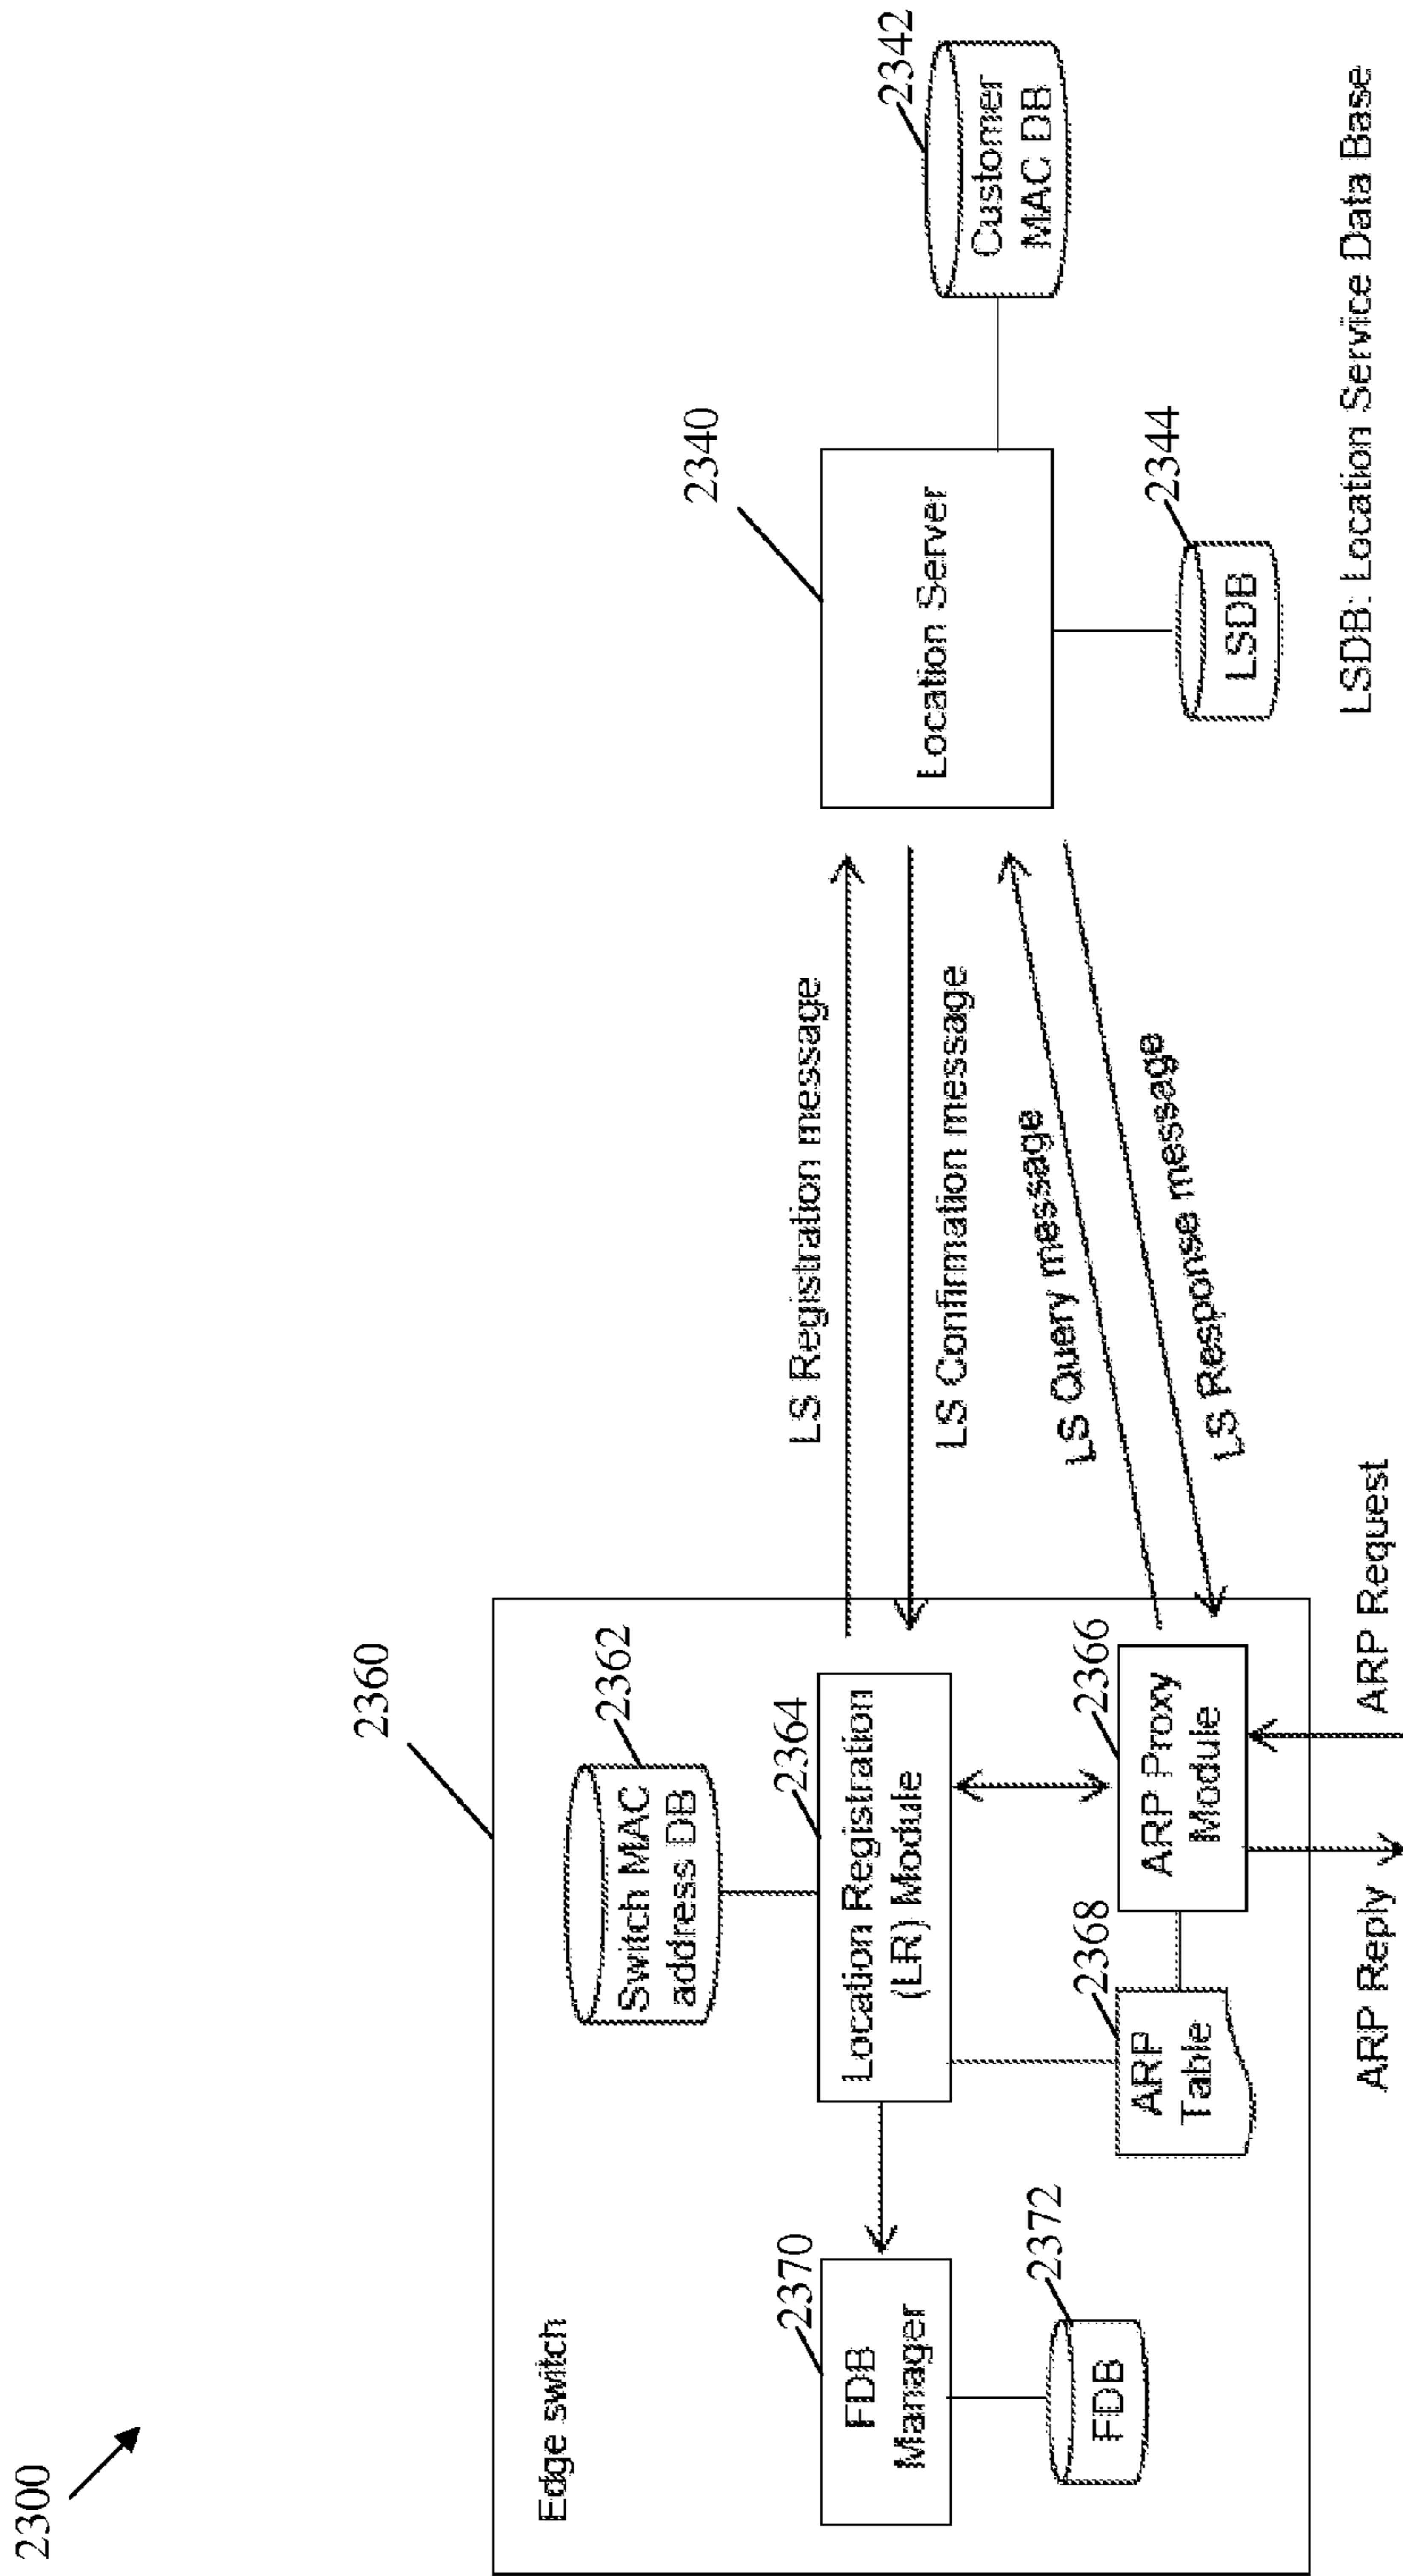 2300
Edge switch
2360
Switch MAC
address DB
2362
2364
Location Registration
(LR) Module
2370
FDB
Manager
2372
FDB
2368
ARP
Table
2366
ARP Proxy
Module
ARP Reply
ARP Request
LS Registration message
LS Confirmation message
LS Query message
LS Response message
2340
Location Server
2342
Customer
MAC DB
2344
LSDB
LSDB: Location Service Data Base